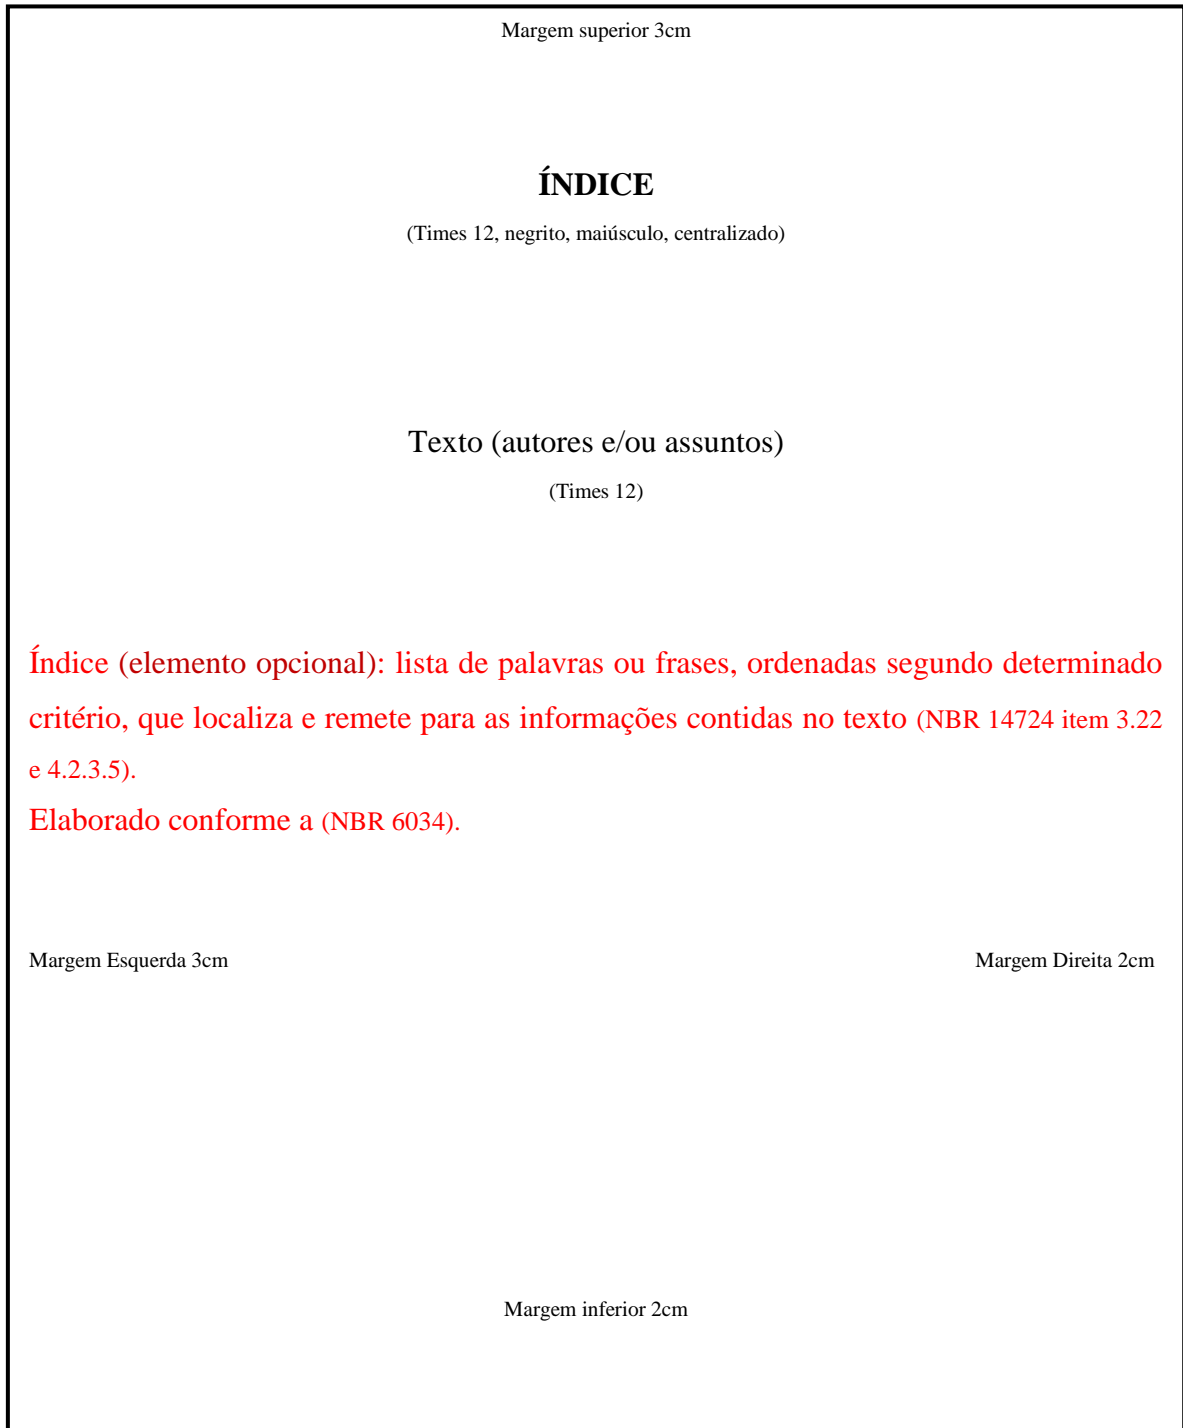 Margem superior 3cm
ÍNDICE
(Times 12, negrito, maiúsculo, centralizado)
Texto (autores e/ou assuntos)
(Times 12)
Índice (elemento opcional): lista de palavras ou frases, ordenadas segundo determinado
critério, que localiza e remete para as informações contidas no texto (NBR 14724 item 3.22
e 4.2.3.5).
Elaborado conforme a (NBR 6034).
Margem Esquerda 3cm Margem Direita 2cm
Margem inferior 2cm